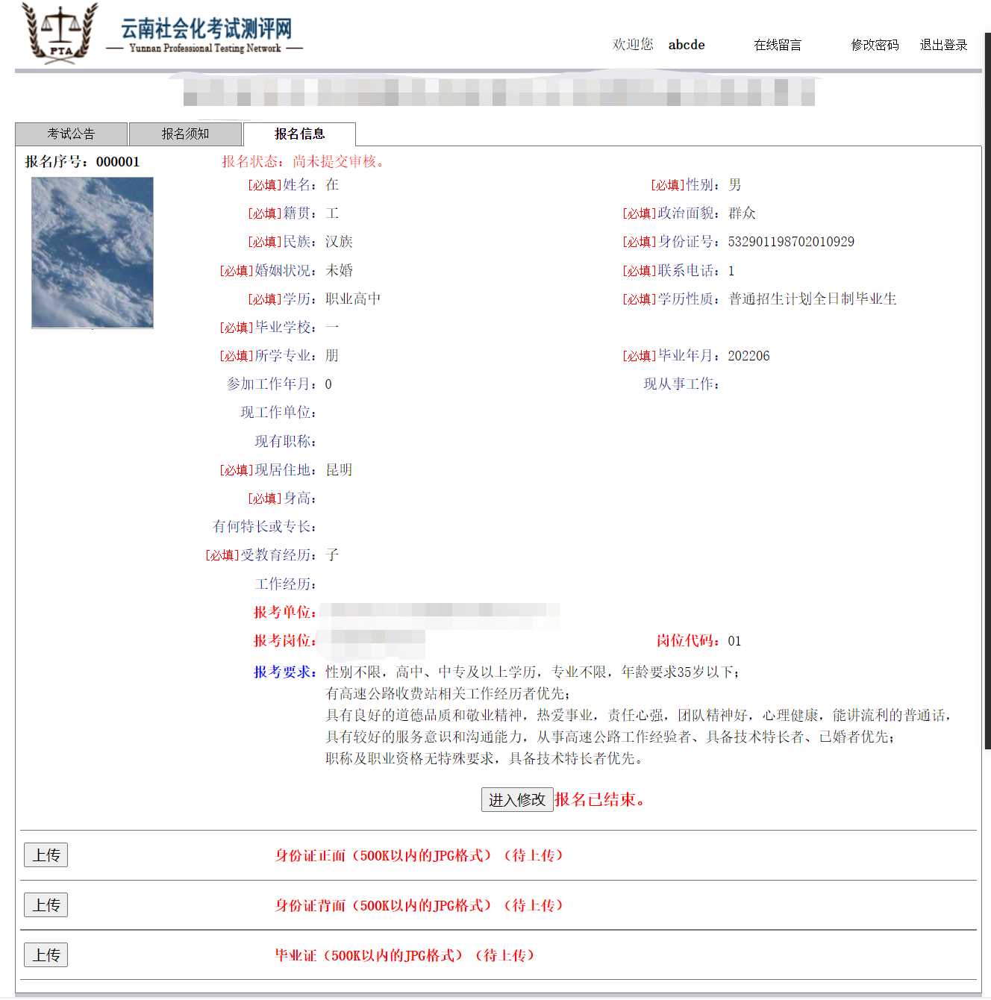 云南社会化考试测评网
Yunnan Professional Testing Network
PTA
欢迎您 abcde 在线留言 修改密码 退出登录
考试公告 报名须知 报名信息
报名序号：000001 报名状态：尚未提交审核。
[必填]姓名：在 [必填]性别：男
[必填]籍贯：工 [必填]政治面貌：群众
[必填]民族：汉族 [必填]身份证号：532901198702010929
[必填]婚姻状况：未婚 [必填]联系电话：1
[必填]学历：职业高中 [必填]学历性质：普通招生计划全日制毕业生
[必填]毕业学校：一
[必填]所学专业：朋 [必填]毕业年月：202206
参加工作年月：0 现从事工作：
现工作单位：
现有职称：
[必填]现居住地：昆明
[必填]身高：
有何特长或专长：
[必填]受教育经历：子
工作经历：
报考单位：
报考岗位： 岗位代码：01
报考要求：性别不限，高中、中专及以上学历，专业不限，年龄要求35岁以下；
有高速公路收费站相关工作经历者优先；
具有良好的道德品质和敬业精神，热爱事业，责任心强，团队精神好，心理健康，能讲流利的普通话，
具有较好的服务意识和沟通能力，从事高速公路工作经验者、具备技术特长者、已婚者优先；
职称及职业资格无特殊要求，具备技术特长者优先。
进入修改 报名已结束。
上传 身份证正面（500K以内的JPG格式）（待上传）
上传 身份证背面（500K以内的JPG格式）（待上传）
上传 毕业证（500K以内的JPG格式）（待上传）